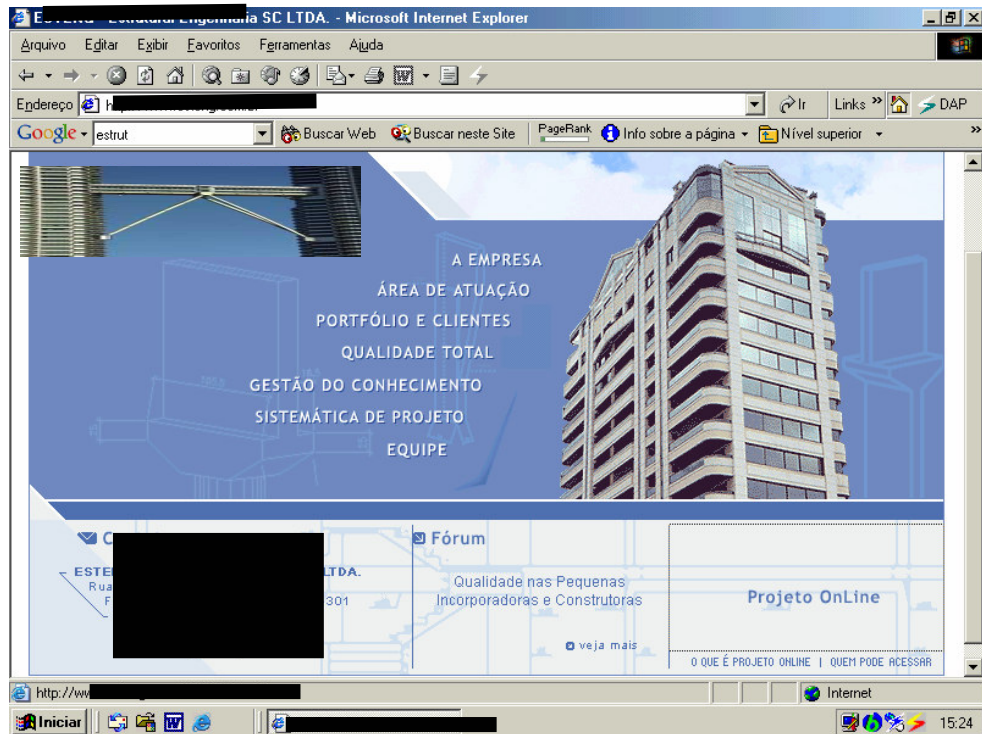 Estrutural Engenharia SC LTDA. - Microsoft Internet Explorer
Arquivo Editar Exibir Favoritos Ferramentas Ajuda
Endereço Ir Links » DAP
Google estrut Buscar Web Buscar neste Site PageRank Info sobre a página Nível superior »
A EMPRESA
ÁREA DE ATUAÇÃO
PORTFÓLIO E CLIENTES
QUALIDADE TOTAL
GESTÃO DO CONHECIMENTO
SISTEMÁTICA DE PROJETO
EQUIPE
LTDA.
Rua
301
Fórum
Qualidade nas Pequenas
Incorporadoras e Construtoras
veja mais
Projeto OnLine
O QUE É PROJETO ONLINE | QUEM PODE ACESSAR
http://ww
Internet
Iniciar
15:24